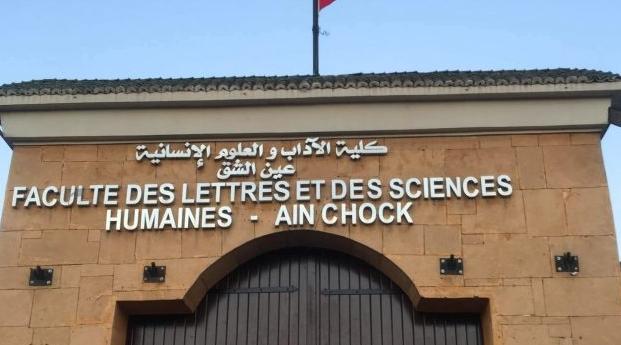 كلية الآداب و العلوم الإنسانية
عين الشق
FACULTE DES LETTRES ET DES SCIENCES
HUMAINES - AIN CHOCK